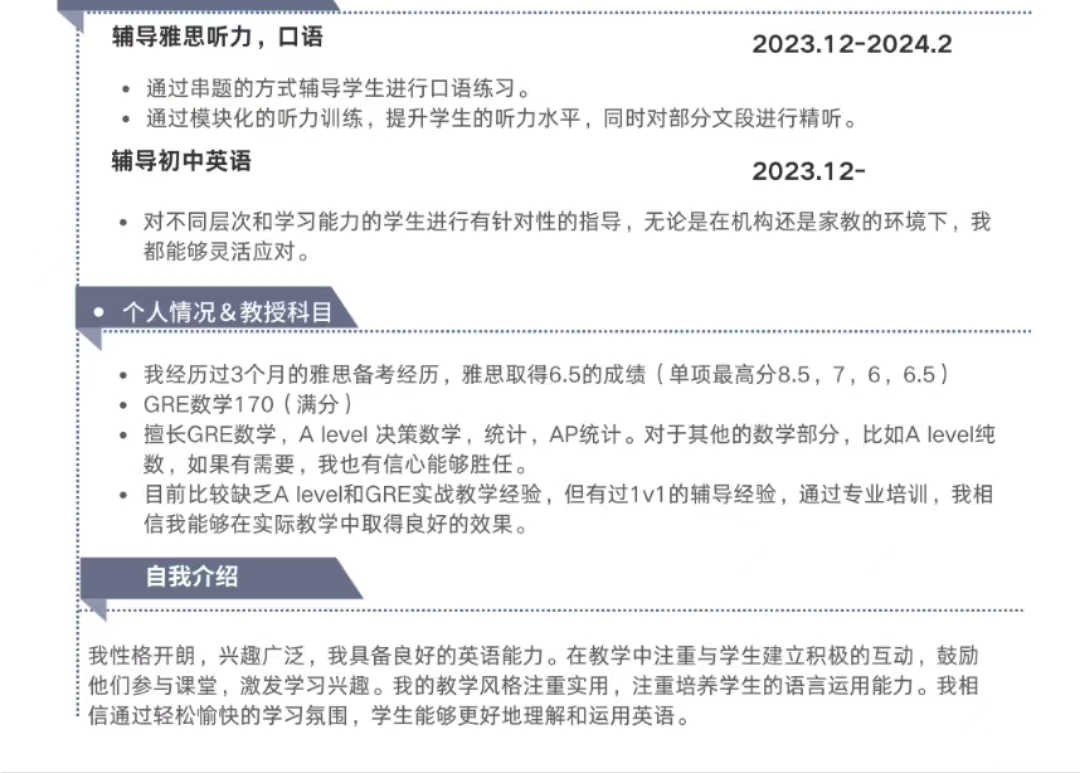 辅导雅思听力，口语
2023.12-2024.2
通过串题的方式辅导学生进行口语练习。
通过模块化的听力训练，提升学生的听力水平，同时对部分文段进行精听。
辅导初中英语
2023.12-
对不同层次和学习能力的学生进行有针对性的指导，无论是在机构还是家教的环境下，我
都能够灵活应对。
个人情况＆教授科目
我经历过3个月的雅思备考经历，雅思取得6.5的成绩（单项最高分8.5，7，6，6.5）
GRE数学170（满分）
擅长GRE数学，A level 决策数学，统计，AP统计。对于其他的数学部分，比如A level纯
数，如果有需要，我也有信心能够胜任。
目前比较缺乏A level和GRE实战教学经验，但有过1v1的辅导经验，通过专业培训，我相
信我能够在实际教学中取得良好的效果。
自我介绍
我性格开朗，兴趣广泛，我具备良好的英语能力。在教学中注重与学生建立积极的互动，鼓励
他们参与课堂，激发学习兴趣。我的教学风格注重实用，注重培养学生的语言运用能力。我相
信通过轻松愉快的学习氛围，学生能够更好地理解和运用英语。